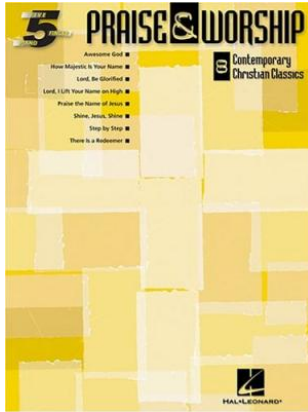 5
PRAISE & WORSHIP
8 Contemporary
Christian Classics
Awesome God
How Majestic Is Your Name
Lord, Be Glorified
Lord, I Lift Your Name on High
Praise the Name of Jesus
Shine, Jesus, Shine
Step by Step
There Is a Redeemer
HAL•LEONARD®